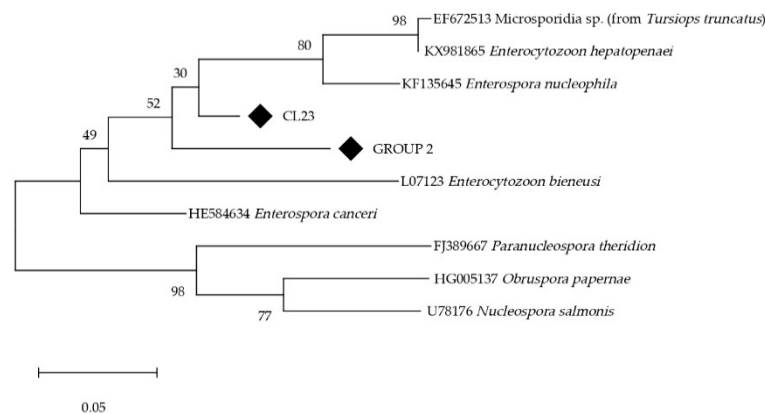 98
EF672513 Microsporidia sp. (from Tursiops truncatus)
80
KX981865 Enterocytozoon hepatopenaei
30
KF135645 Enterospora nucleophila
52
CL23
49
GROUP 2
L07123 Enterocytozoon bieneusi
HE584634 Enterospora canceri
FJ389667 Paranucleospora theridion
HG005137 Obruspora papernae
98
77
U78176 Nucleospora salmonis
0.05